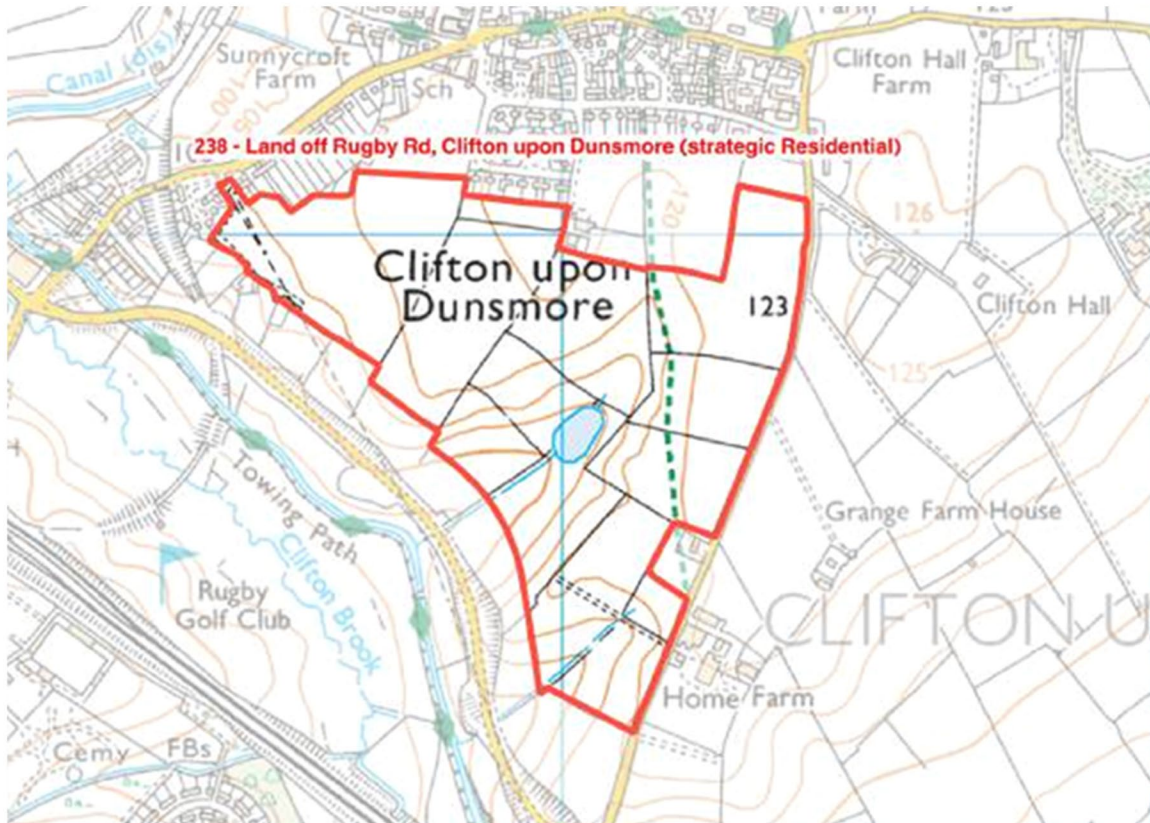 Canal (dis)
Sunnycroft
Farm
Sch
Clifton Hall
Farm
100
105
238 - Land off Rugby Rd, Clifton upon Dunsmore (strategic Residential)
120
126
Clifton upon
Dunsmore
123
Clifton Hall
125
Towing Path
Clifton Brook
Grange Farm House
Rugby
Golf Club
CLIFTON U
Home Farm
Cemy
FBs